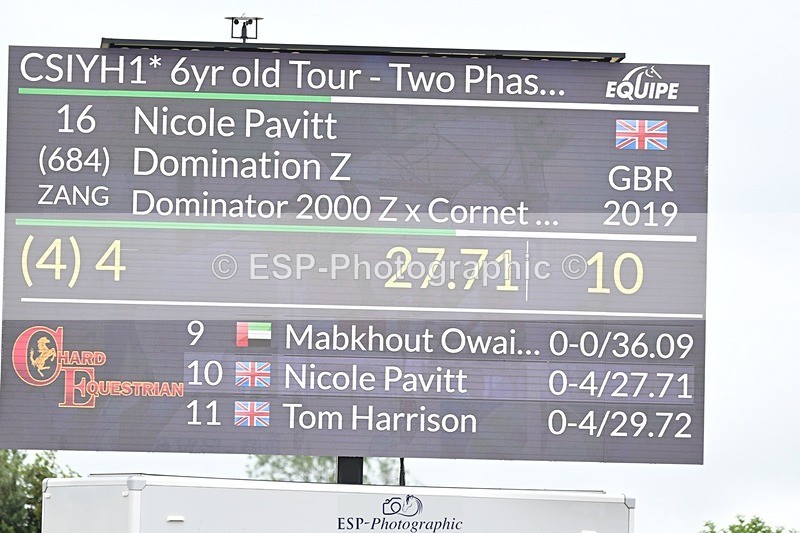 CSIYH1* 6yr old Tour - Two Phas...
EQUIPE
16 Nicole Pavitt
(684) Domination Z GBR
ZANG Dominator 2000 Z x Cornet ... 2019
(4) 4 27.71 10
© ESP-Photographic ©
9 Mabkhout Owai... 0-0/36.09
10 Nicole Pavitt 0-4/27.71
11 Tom Harrison 0-4/29.72
CHARD
EQUESTRIAN
ESP-Photographic